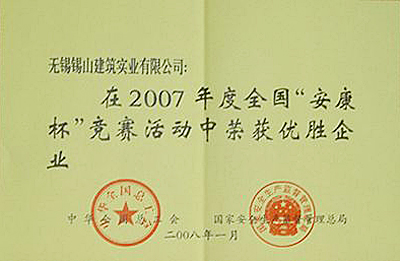 无锡锡山建筑实业有限公司:
在2007年度全国“安康
杯”竞赛活动中荣获优胜企
业
中华全国总工会
国家安全生产监督管理总局
二00八年一月